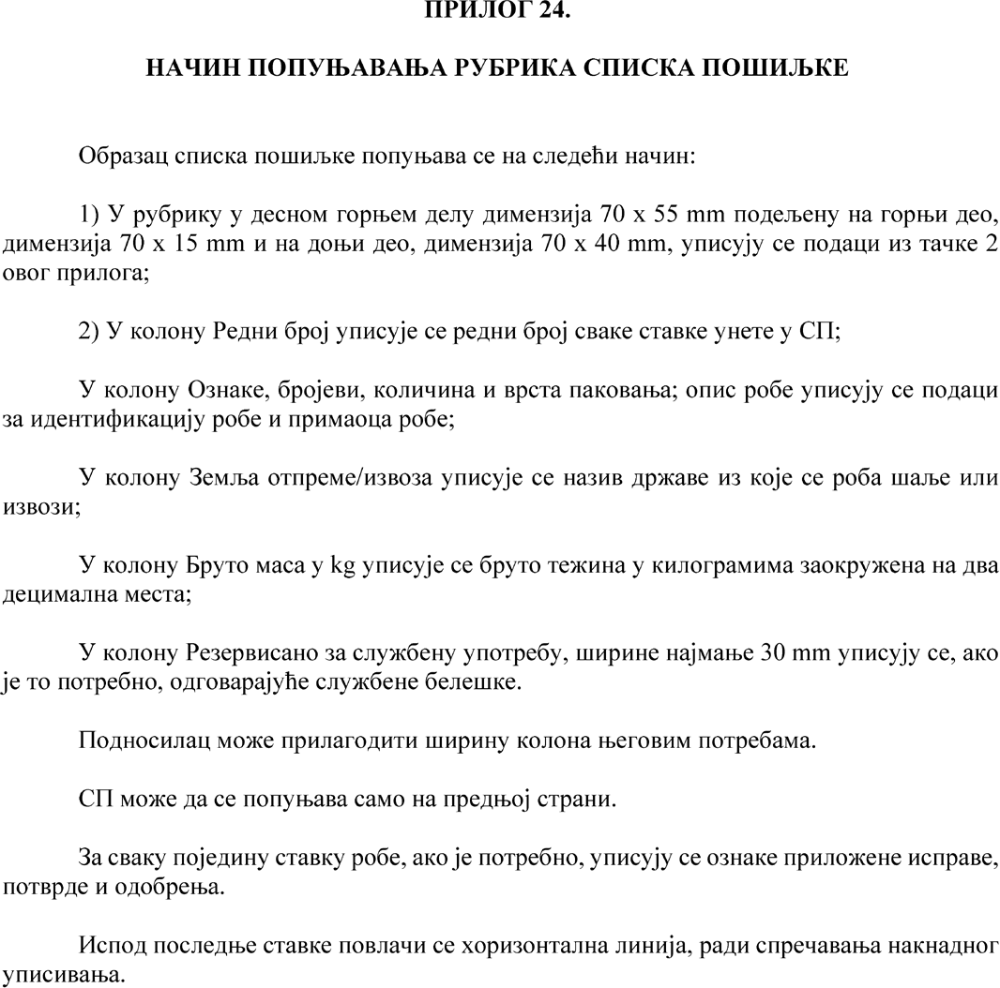 ПРИЛОГ 24.
НАЧИН ПОПУЊАВАЊА РУБРИКА СПИСКА ПОШИЉКЕ
Образац списка пошиљке попуњава се на следећи начин:
1) У рубрику у десном горњем делу димензија 70 x 55 mm подељену на горњи део,
димензија 70 x 15 mm и на доњи део, димензија 70 x 40 mm, уписују се подаци из тачке 2
овог прилога;
2) У колону Редни број уписује се редни број сваке ставке унете у СП;
У колону Ознаке, бројеви, количина и врста паковања; опис робе уписују се подаци
за идентификацију робе и примаоца робе;
У колону Земља отпреме/извоза уписује се назив државе из које се роба шаље или
извози;
У колону Бруто маса у kg уписује се бруто тежина у килограмима заокружена на два
децимална места;
У колону Резервисано за службену употребу, ширине најмање 30 mm уписују се, ако
је то потребно, одговарајуће службене белешке.
Подносилац може прилагодити ширину колона његовим потребама.
СП може да се попуњава само на предњој страни.
За сваку поједину ставку робе, ако је потребно, уписују се ознаке приложене исправе,
потврде и одобрења.
Испод последње ставке повлачи се хоризонтална линија, ради спречавања накнадног
уписивања.